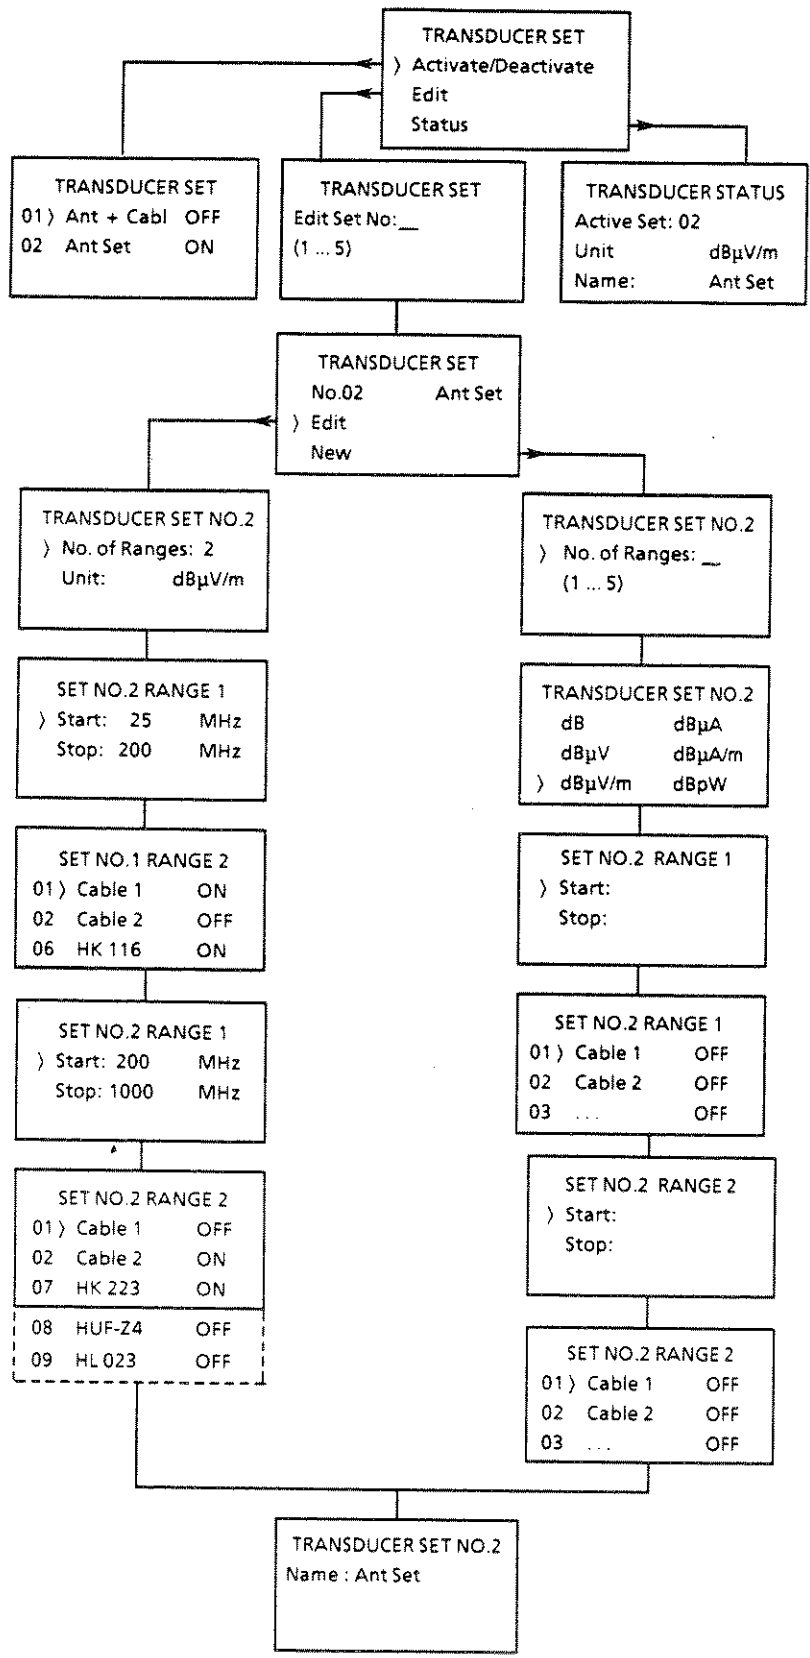 TRANSDUCER SET
⟩ Activate/Deactivate
Edit
Status
TRANSDUCER SET
01⟩ Ant + Cabl OFF
02 Ant Set ON
TRANSDUCER SET
Edit Set No:__
(1 ... 5)
TRANSDUCER STATUS
Active Set: 02
Unit dBµV/m
Name: Ant Set
TRANSDUCER SET
No.02 Ant Set
⟩ Edit
New
TRANSDUCER SET NO.2
⟩ No. of Ranges: 2
Unit: dBµV/m
SET NO.2 RANGE 1
⟩ Start: 25 MHz
Stop: 200 MHz
SET NO.1 RANGE 2
01⟩ Cable 1 ON
02 Cable 2 OFF
06 HK 116 ON
SET NO.2 RANGE 1
⟩ Start: 200 MHz
Stop: 1000 MHz
SET NO.2 RANGE 2
01⟩ Cable 1 OFF
02 Cable 2 ON
07 HK 223 ON
08 HUF-Z4 OFF
09 HL 023 OFF
TRANSDUCER SET NO.2
⟩ No. of Ranges: __
(1 ... 5)
TRANSDUCER SET NO.2
dB dBµA
dBµV dBµA/m
⟩ dBµV/m dBpW
SET NO.2 RANGE 1
⟩ Start:
Stop:
SET NO.2 RANGE 1
01⟩ Cable 1 OFF
02 Cable 2 OFF
03 ... OFF
SET NO.2 RANGE 2
⟩ Start:
Stop:
SET NO.2 RANGE 2
01⟩ Cable 1 OFF
02 Cable 2 OFF
03 ... OFF
TRANSDUCER SET NO.2
Name : Ant Set